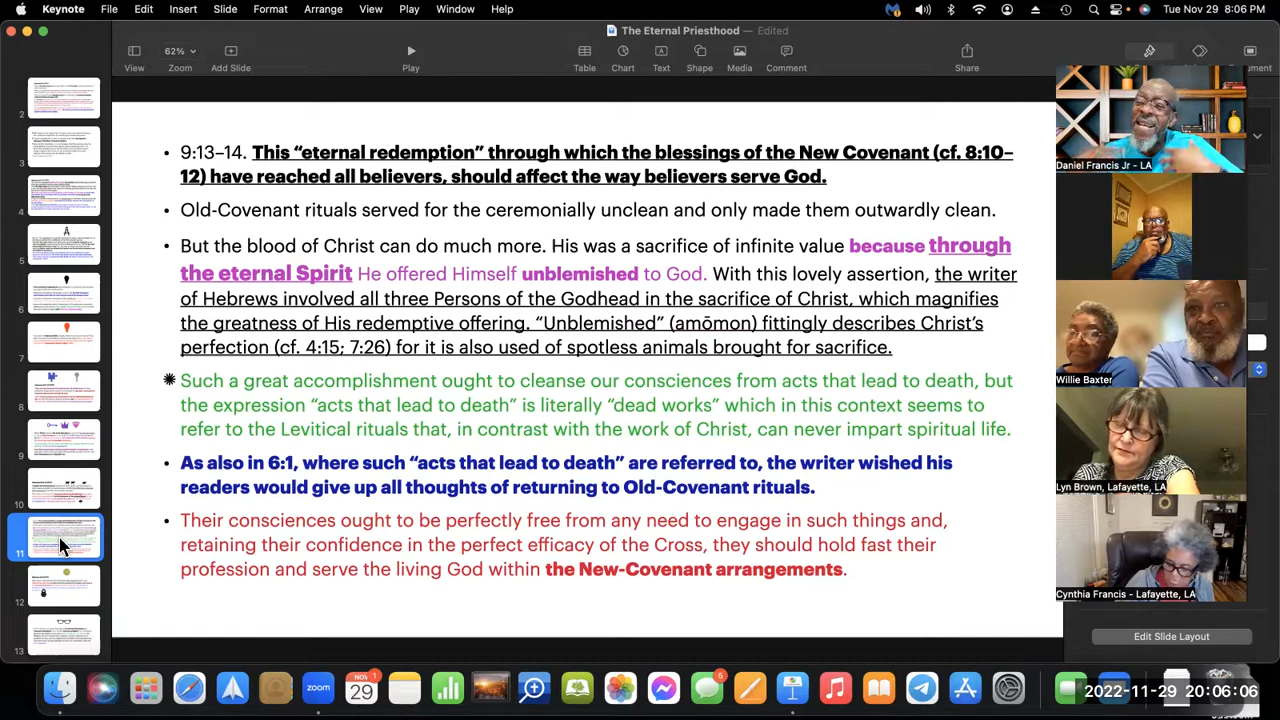 Keynote File Edit Insert Slide Format Arrange View Play Window Help Tue Nov 29 8:06 PM
The Eternal Priesthood — Edited
62%
View Zoom Add Slide Play Table Chart Text Shape Media Comment Share
• 9:13–14. This eternal redemption through which the blessings of the New Covenant (cf. 8:10–
12) have reached all believers, should affect the way believers serve God.
• Old-Covenant rituals served for the ceremonially unclean and only made them outwardly clean.
• But the blood of Christ can do much more. His was a sacrifice of infinite value because through
the eternal Spirit He offered Himself unblemished to God. With this lovely assertion, the writer
of Hebrews involved all three Persons of the Godhead in the sacrifice of Christ, which magnifies
the greatness of His redemptive offering. “Unblemished” (amōmon) fittingly describes Christ’s
perfection (cf. 4:15; 7:26) for it is also used of spotless animals brought for sacrifice.
Such a great accomplishment ought to cleanse our consciences from acts that lead to death, but
the expression “acts that lead to death” is literally “dead works” which in this context seems to
refer to the Levitical rituals that, in contrast with the work of Christ, can never impart spiritual life.
• As also in 6:1, where such “acts that lead to death” are referred to, the writer wished his
readers would give up all thoughts of returning to Old-Covenant rituals.
• Their consciences ought to be perfectly free from any need to engage in such things and,
retaining their confidence in the perfect efficacy of the Cross, they should hold fast their
profession and serve the living God within the New-Covenant arrangements.
2
3
4
5
6
7
8
9
10
11
12
13
Daniel Francis Jr - LA
Willie Baxter
Lyn Brown, Lafayette, LA
Cynthia Francis - Lafayette, LA
Edit Slide Layout
NOV
29
1
zoom
5
2022-11-29 20:06:06